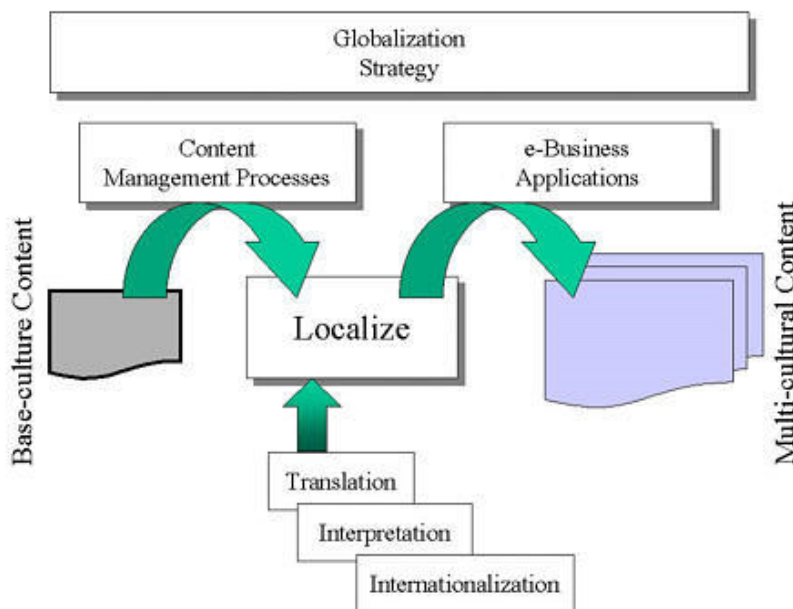 Globalization
Strategy
Content
Management Processes
e-Business
Applications
Base-culture Content
Localize
Multi-cultural Content
Translation
Interpretation
Internationalization